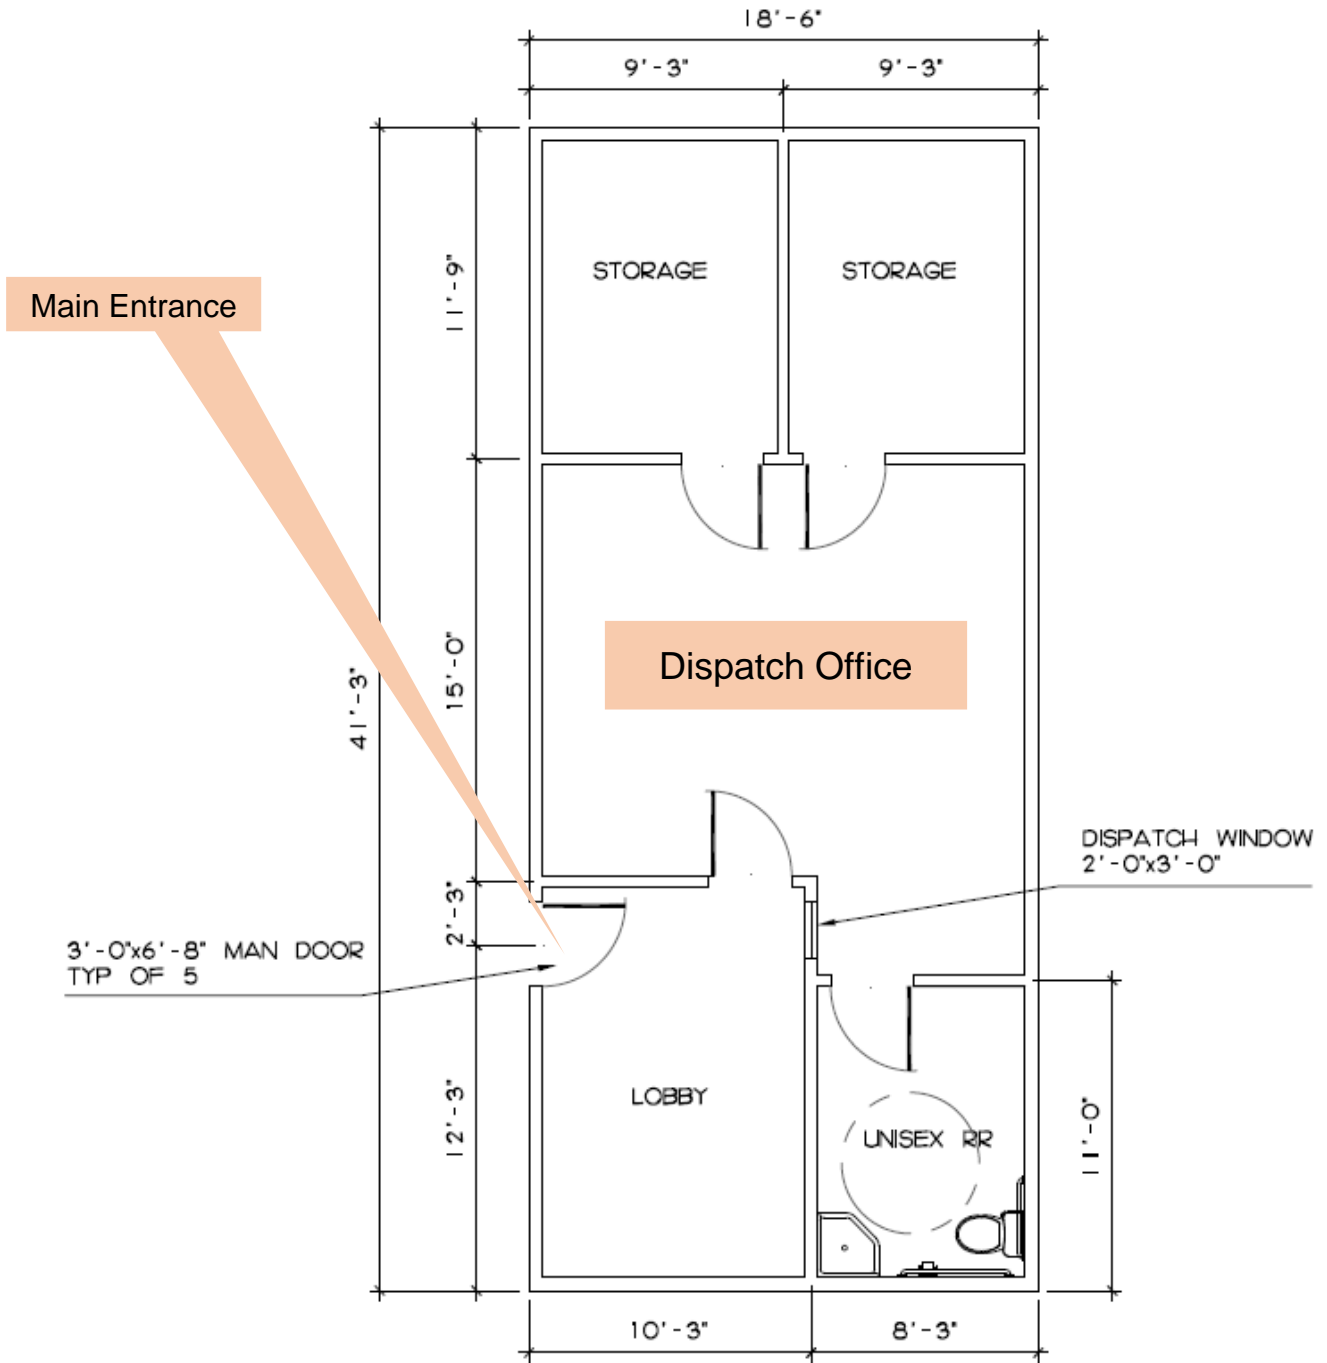 18'-6"
9'-3"
9'-3"
11'-9"
STORAGE
STORAGE
Main Entrance
15'-0"
41'-3"
Dispatch Office
DISPATCH WINDOW
2'-0"x3'-0"
2'-3"
3'-0"x6'-8" MAN DOOR
TYP OF 5
12'-3"
LOBBY
UNISEX RR
11'-0"
10'-3"
8'-3"